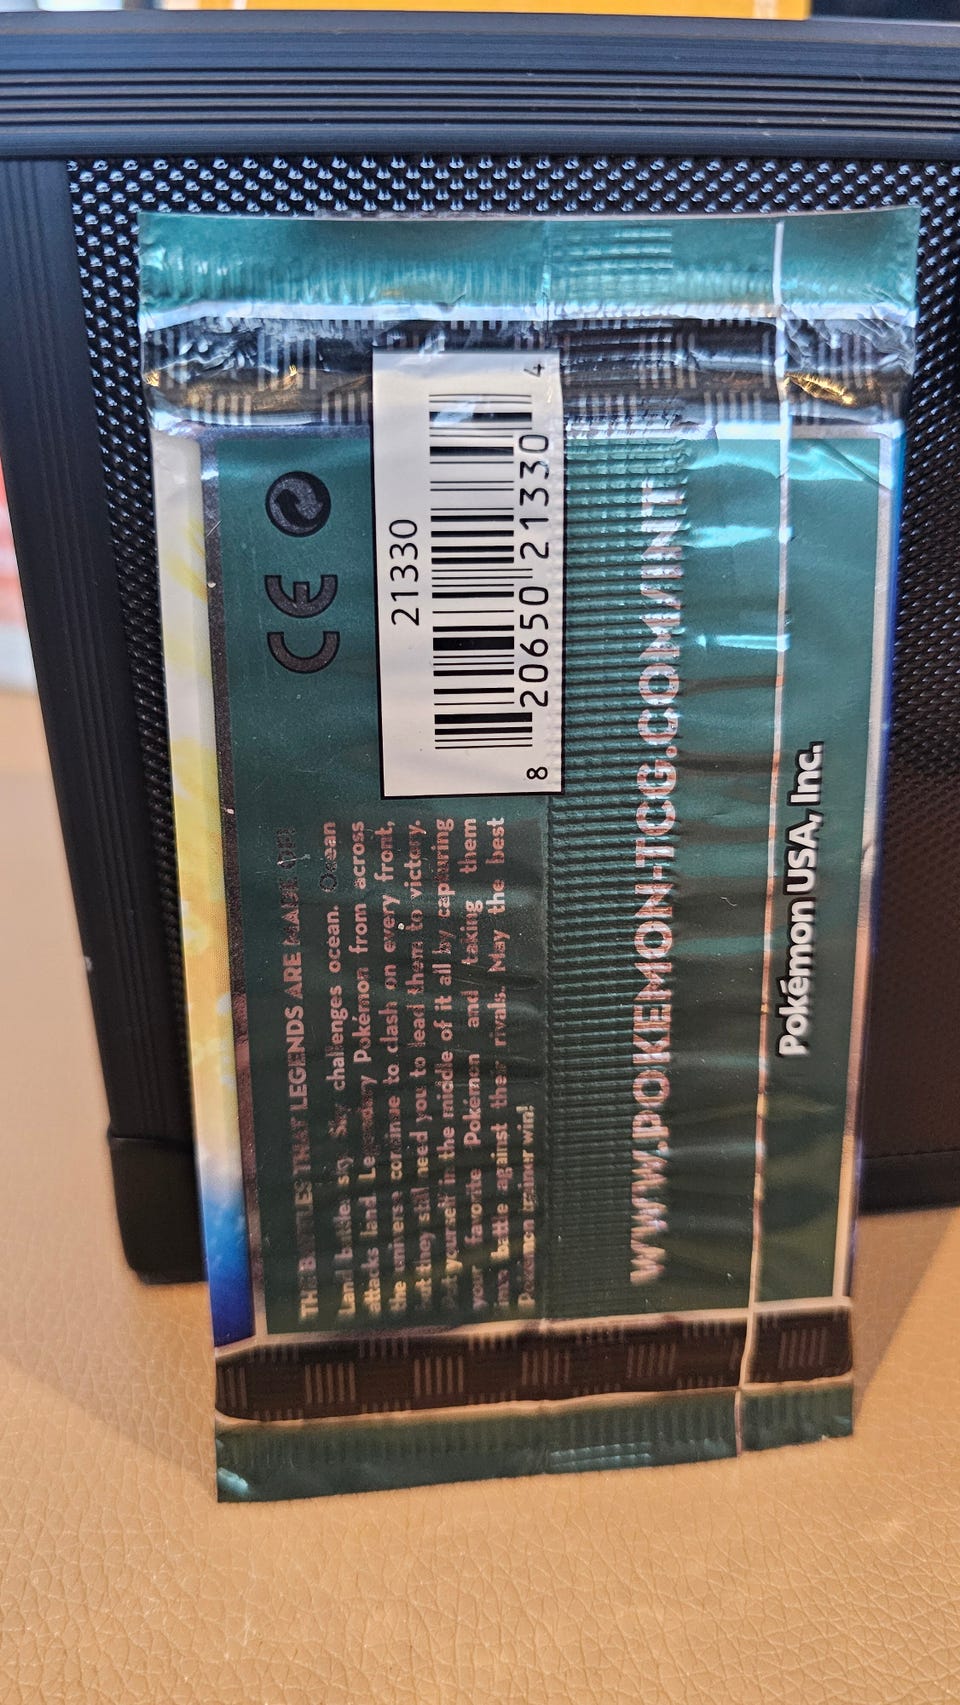 THE BATTLES THAT LEGENDS ARE MADE OF!
Land battles sky. Sky challenges ocean. Ocean
attacks land. Legendary Pokémon from across
the universe continue to clash on every front,
but they still need you to lead them to victory.
Put yourself in the middle of it all by capturing
your favorite Pokémon and taking them
into battle against their rivals. May the best
Pokémon trainer win!
CE
21330
8 20650 21330 4
WWW.POKEMON-TCG.COM/INT
Pokémon USA, Inc.